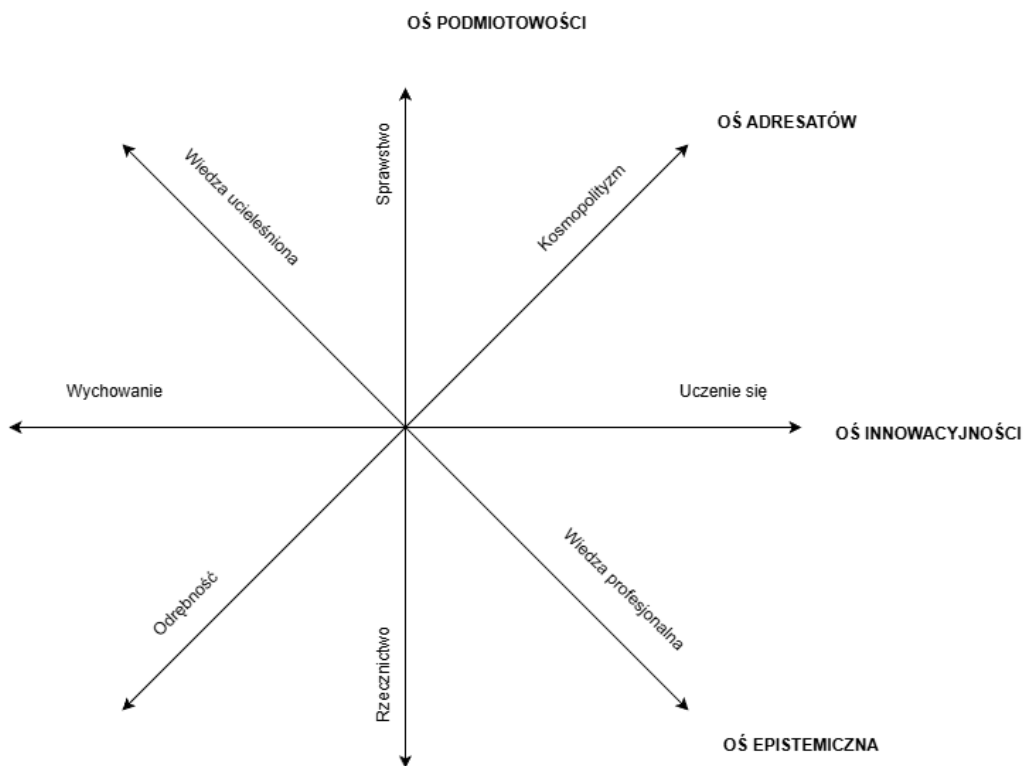 OŚ PODMIOTOWOŚCI
OŚ ADRESATÓW
Wiedza ucieleśniona
Sprawstwo
Kosmopolityzm
Wychowanie
Uczenie się
OŚ INNOWACYJNOŚCI
Odrębność
Rzecznictwo
Wiedza profesjonalna
OŚ EPISTEMICZNA